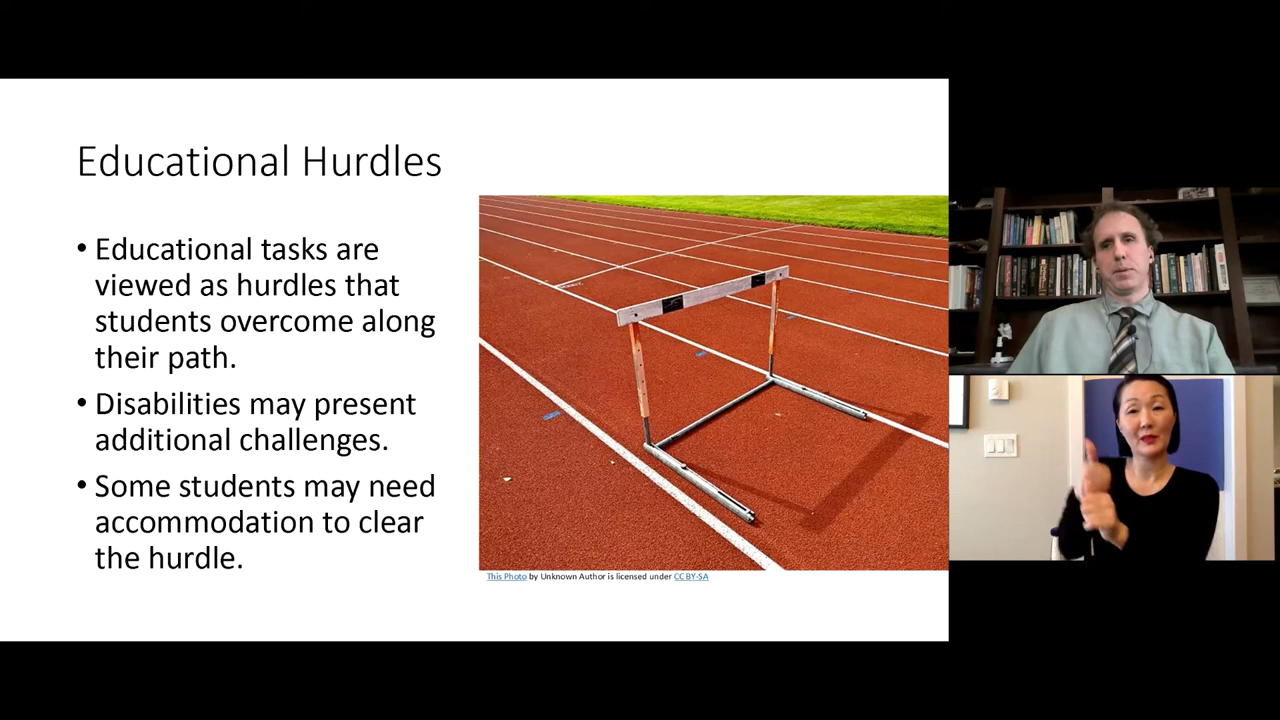 Educational Hurdles
• Educational tasks are
viewed as hurdles that
students overcome along
their path.
• Disabilities may present
additional challenges.
• Some students may need
accommodation to clear
the hurdle.
This Photo by Unknown Author is licensed under CC BY-SA